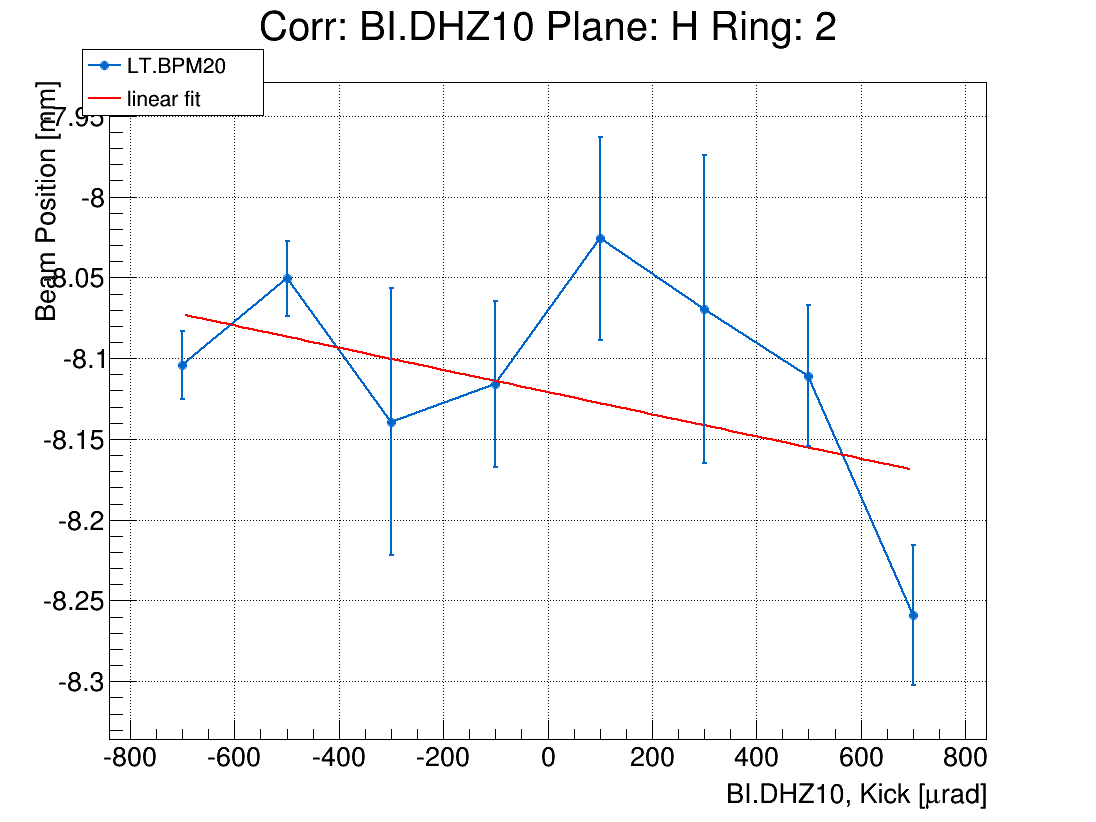 Corr: BI.DHZ10 Plane: H Ring: 2
LT.BPM20
linear fit
Beam Position [mm]
-7.95
-8
-8.05
-8.1
-8.15
-8.2
-8.25
-8.3
-800 -600 -400 -200 0 200 400 600 800
BI.DHZ10, Kick [μrad]